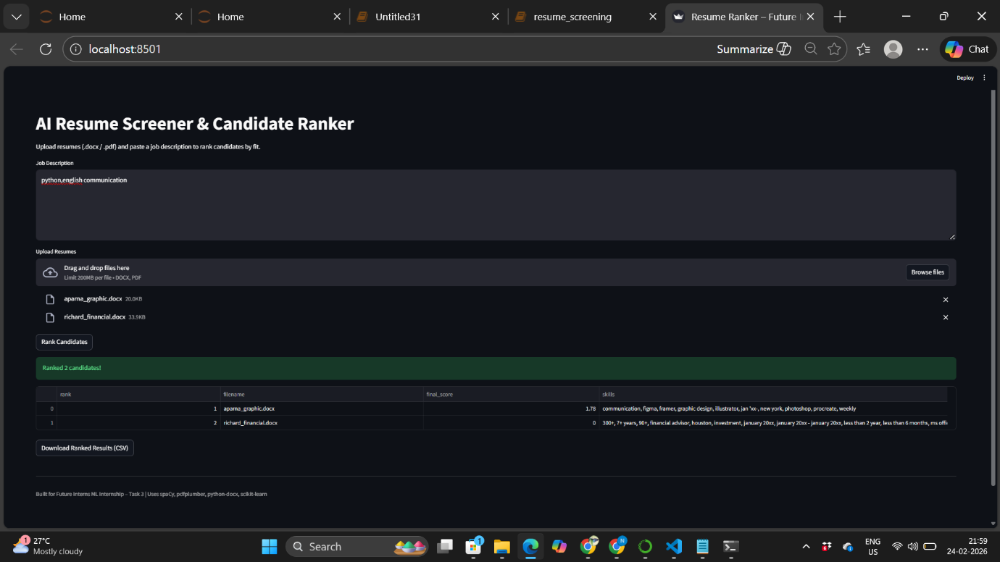 Home
Home
Untitled31
resume_screening
Resume Ranker – Future I
localhost:8501
Summarize
Chat
Deploy
AI Resume Screener & Candidate Ranker
Upload resumes (.docx / .pdf) and paste a job description to rank candidates by fit.
Job Description
python,english communication
Upload Resumes
Drag and drop files here
Limit 200MB per file • DOCX, PDF
Browse files
aparna_graphic.docx 20.0KB
richard_financial.docx 33.9KB
Rank Candidates
Ranked 2 candidates!
rank filename final_score skills
0 1 aparna_graphic.docx 1.78 communication, figma, framer, graphic design, illustrator, jan 'xx-, new york, photoshop, procreate, weekly
1 2 richard_financial.docx 0 300+, 7+ years, 90+, financial advisor, houston, investment, january 20xx, january 20xx - january 20xx, less than 2 year, less than 6 months, ms offi
Download Ranked Results (CSV)
Built for Future Interns ML Internship – Task 3 | Uses spaCy, pdfplumber, python-docx, scikit-learn
1
27°C
Mostly cloudy
Search
1
N
6
ENG
US
21:59
24-02-2026